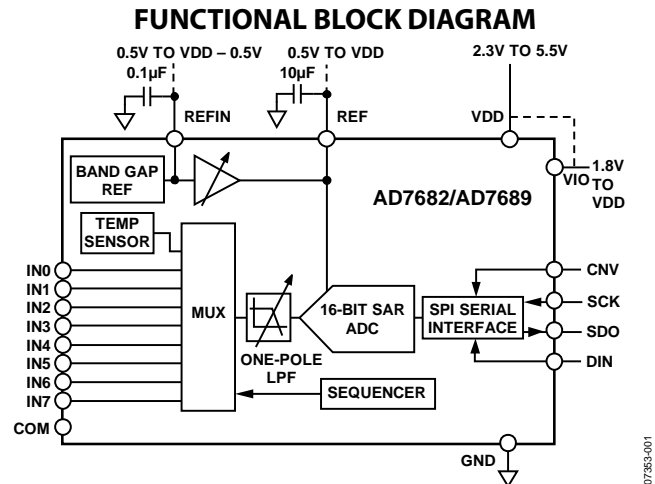 FUNCTIONAL BLOCK DIAGRAM
0.5V TO VDD – 0.5V
0.5V TO VDD
2.3V TO 5.5V
0.1µF
10µF
REFIN
REF
VDD
BAND GAP
REF
AD7682/AD7689
VIO
1.8V
TO
VDD
TEMP
SENSOR
IN0
IN1
IN2
IN3
IN4
IN5
IN6
IN7
COM
MUX
ONE-POLE
LPF
16-BIT SAR
ADC
SPI SERIAL
INTERFACE
CNV
SCK
SDO
DIN
SEQUENCER
GND
07353-001